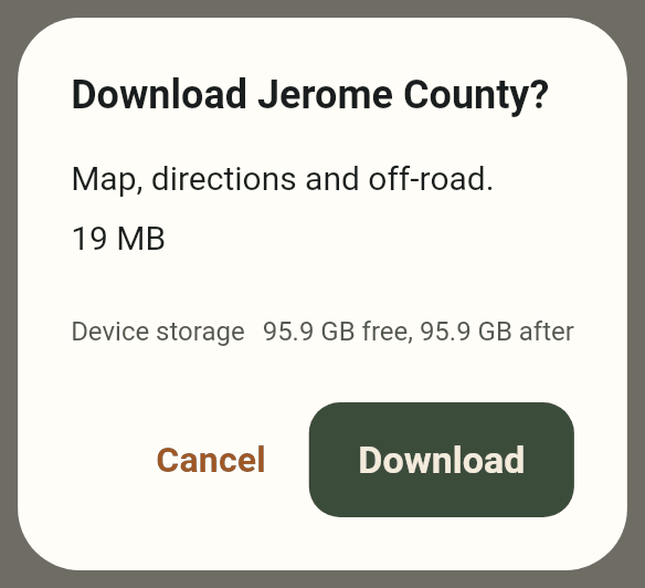 Download Jerome County?
Map, directions and off-road.
19 MB
Device storage 95.9 GB free, 95.9 GB after
Cancel Download